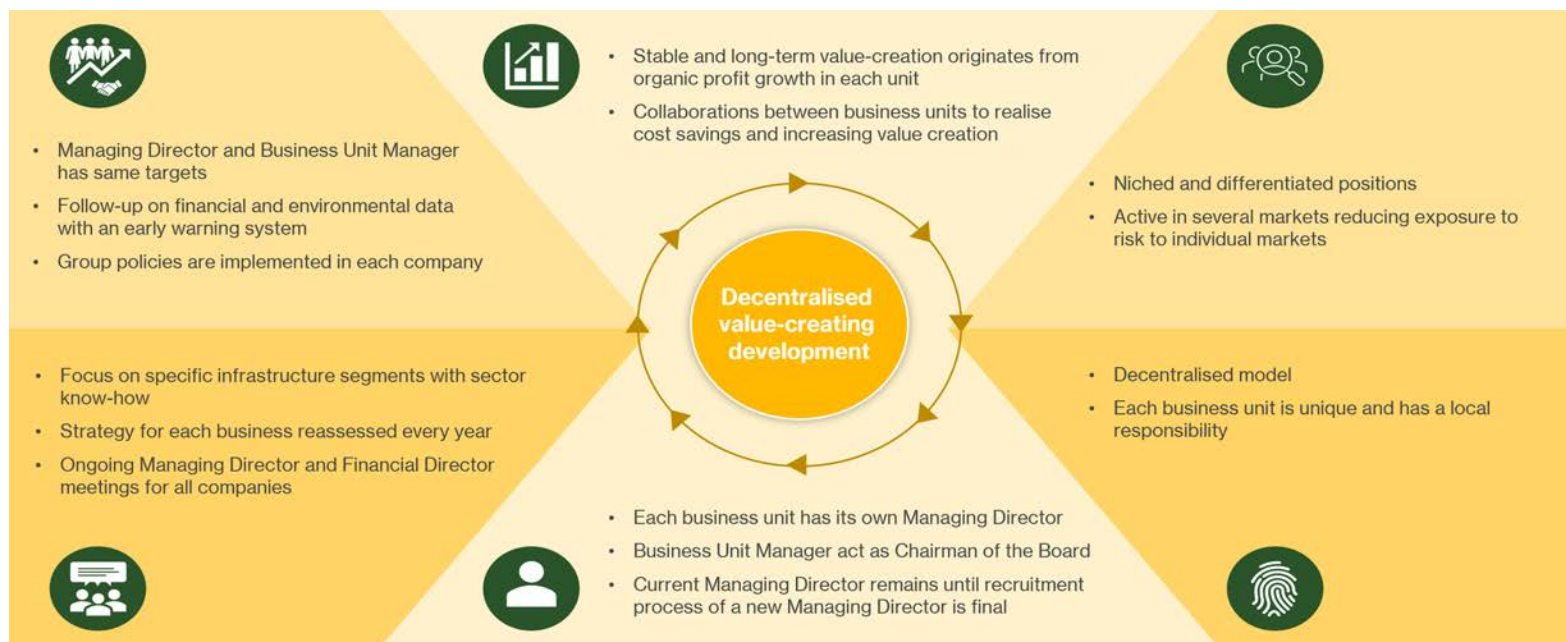 • Stable and long-term value-creation originates from
organic profit growth in each unit
• Collaborations between business units to realise
cost savings and increasing value creation
• Managing Director and Business Unit Manager
has same targets
• Follow-up on financial and environmental data
with an early warning system
• Group policies are implemented in each company
• Niched and differentiated positions
• Active in several markets reducing exposure to
risk to individual markets
Decentralised
value-creating
development
• Focus on specific infrastructure segments with sector
know-how
• Strategy for each business reassessed every year
• Ongoing Managing Director and Financial Director
meetings for all companies
• Decentralised model
• Each business unit is unique and has a local
responsibility
• Each business unit has its own Managing Director
• Business Unit Manager act as Chairman of the Board
• Current Managing Director remains until recruitment
process of a new Managing Director is final